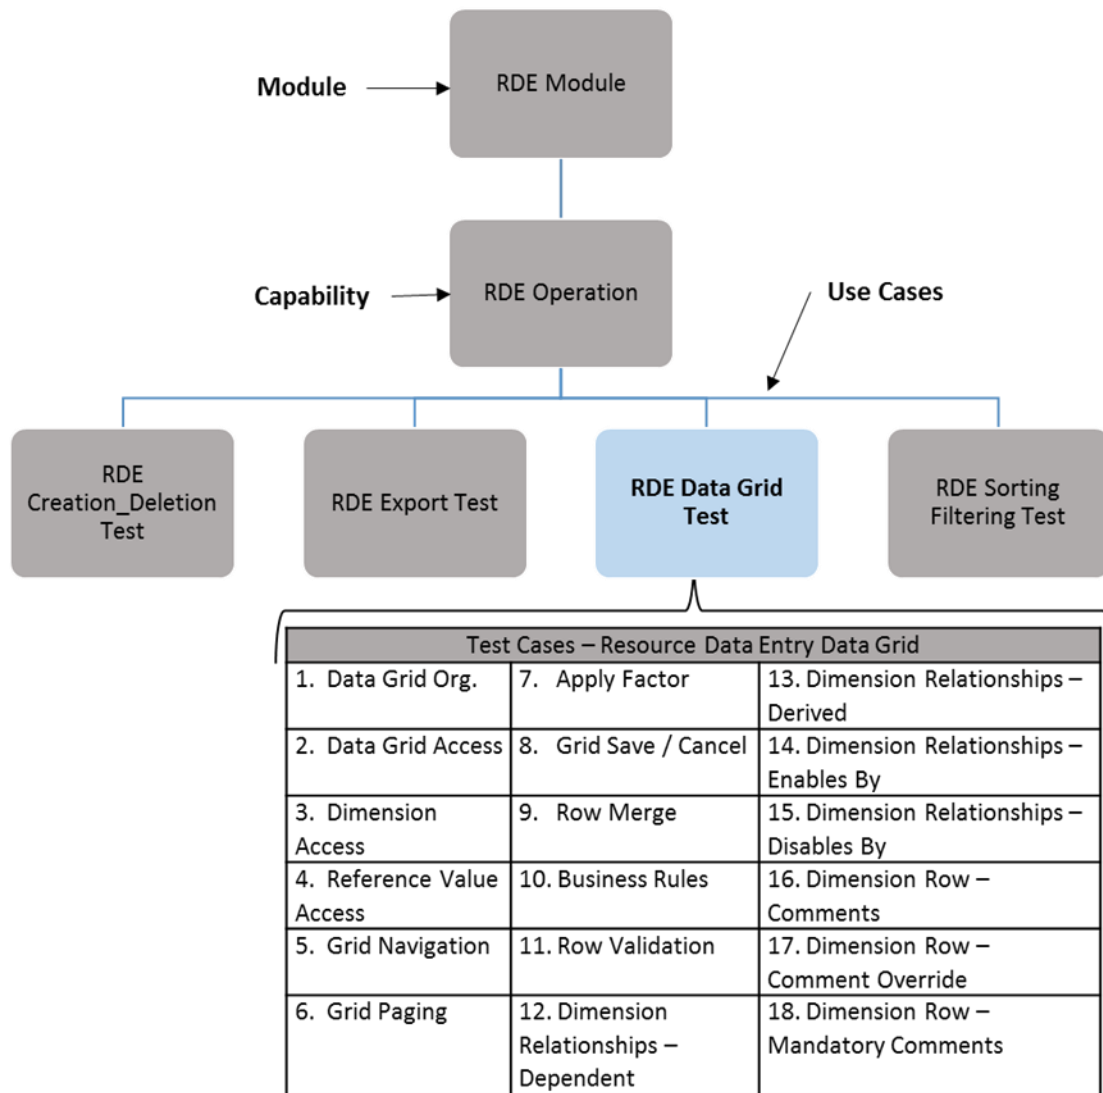 Module
RDE Module
Capability
RDE Operation
Use Cases
RDE
Creation_Deletion
Test
RDE Export Test
RDE Data Grid
Test
RDE Sorting
Filtering Test
Test Cases – Resource Data Entry Data Grid
1. Data Grid Org.
7. Apply Factor
13. Dimension Relationships –
Derived
2. Data Grid Access
8. Grid Save / Cancel
14. Dimension Relationships –
Enables By
3. Dimension
Access
9. Row Merge
15. Dimension Relationships –
Disables By
4. Reference Value
Access
10. Business Rules
16. Dimension Row –
Comments
5. Grid Navigation
11. Row Validation
17. Dimension Row –
Comment Override
6. Grid Paging
12. Dimension
Relationships –
Dependent
18. Dimension Row –
Mandatory Comments